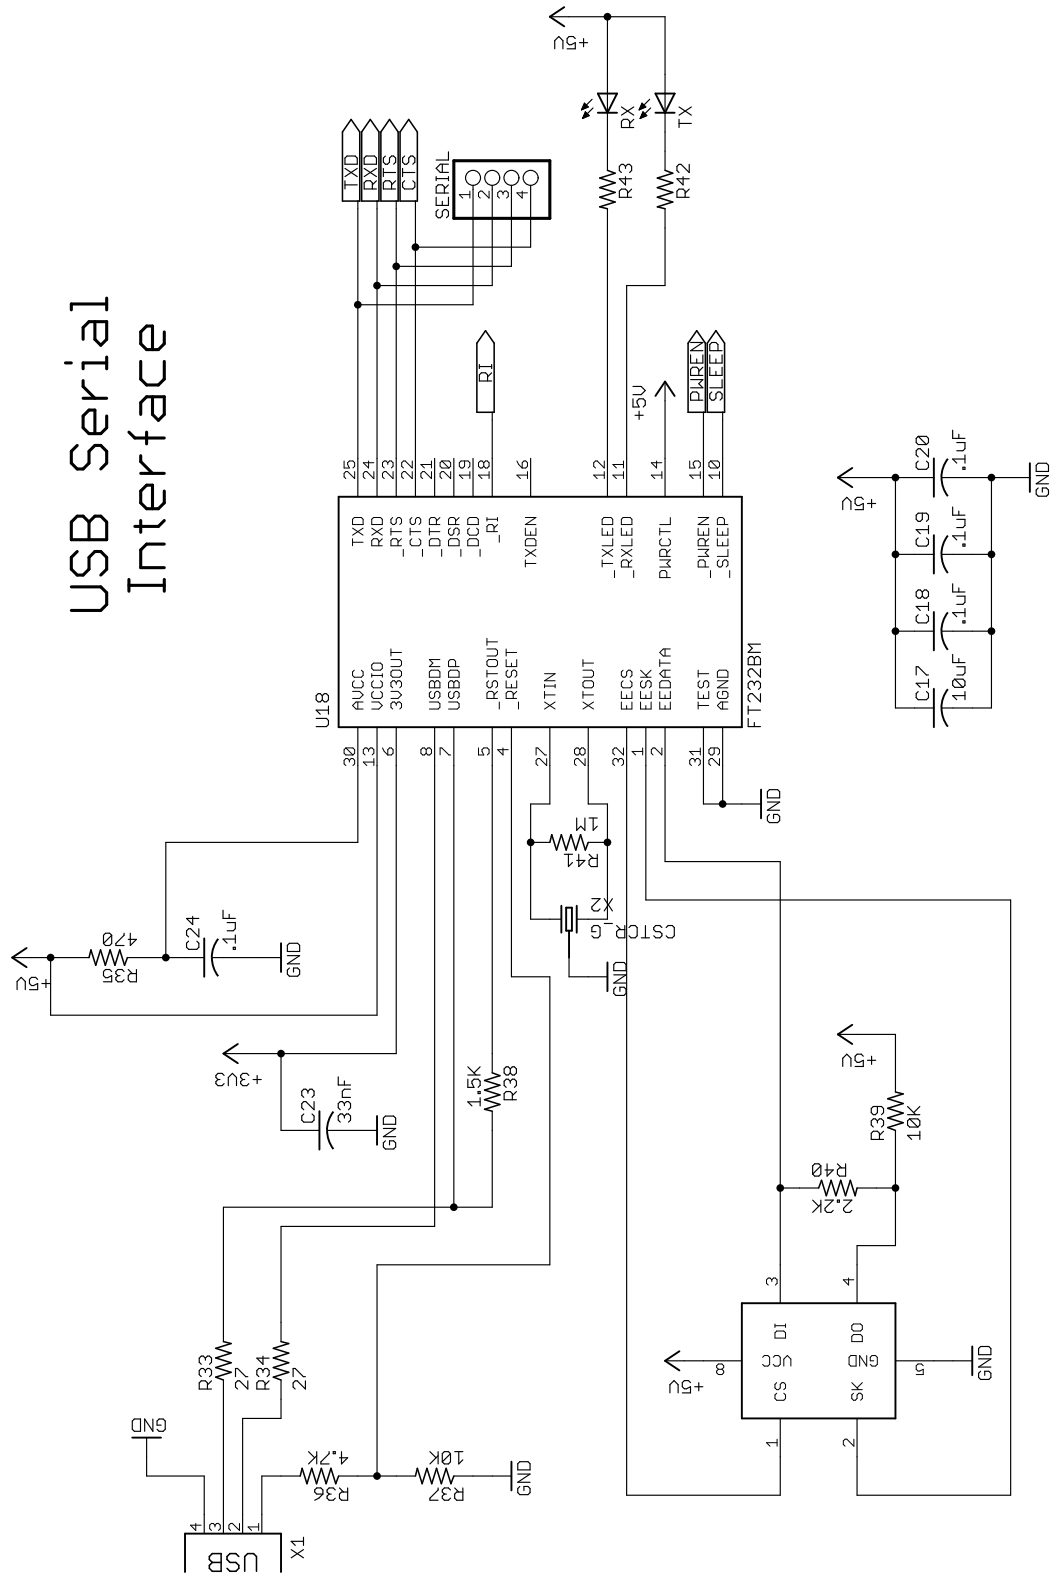 USB Serial
Interface
+5V
R35
470
C24
.1uF
GND
+3V3
C23
33nF
GND
GND
USB
X1
4
3
2
1
R33
27
R34
27
R36
4.7K
R37
10K
GND
1.5K
R38
R41
1M
X2
CSTCR_G
GND
U18
FT232BM
30
AVCC
13
VCCIO
6
3V3OUT
8
USBDM
7
USBDP
5
_RSTOUT
4
_RESET
27
XTIN
28
XTOUT
32
EECS
1
EESK
2
EEDATA
31
TEST
29
AGND
GND
TXD
25
RXD
24
_RTS
23
_CTS
22
_DTR
21
_DSR
20
_DCD
19
_RI
18
TXDEN
16
_TXLED
12
_RXLED
11
PWRCTL
14
_PWREN
15
_SLEEP
10
TXD
RXD
RTS
CTS
SERIAL
1
2
3
4
RI
+5V
RX
TX
R43
R42
+5V
PWREN
SLEEP
+5V
C17
10uF
C18
.1uF
C19
.1uF
C20
.1uF
GND
+5V
8
VCC
1
CS
2
SK
3
DI
4
DO
GND
5
GND
R40
2.2K
R39
10K
+5V